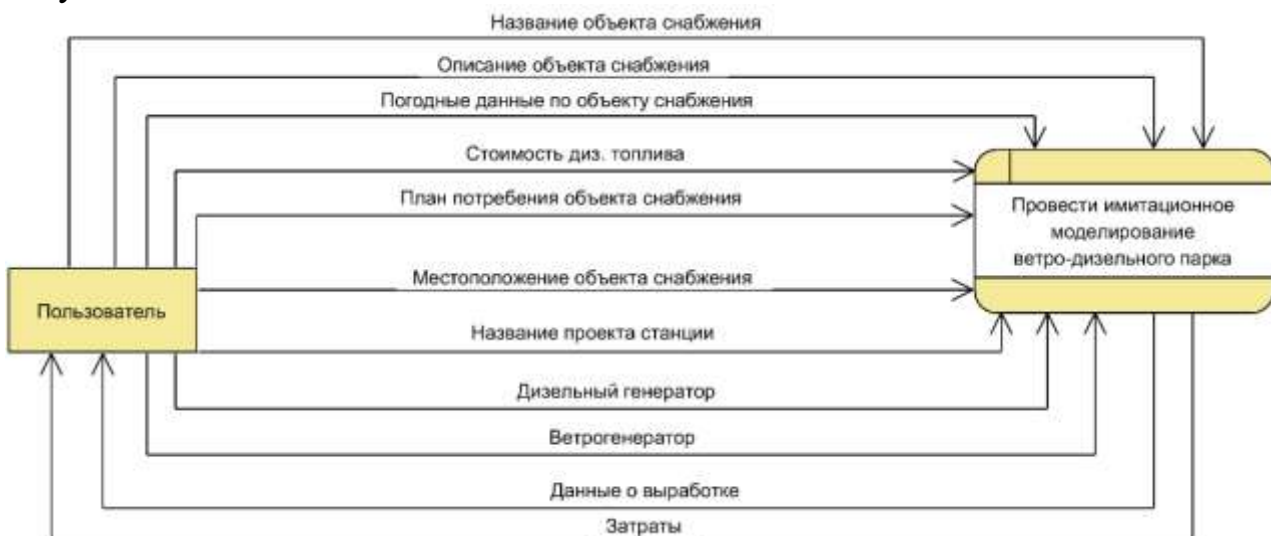 Название объекта снабжения
Описание объекта снабжения
Погодные данные по объекту снабжения
Стоимость диз. топлива
План потребения объекта снабжения
Провести имитационное
моделирование
ветро-дизельного парка
Местоположение объекта снабжения
Пользователь
Название проекта станции
Дизельный генератор
Ветрогенератор
Данные о выработке
Затраты